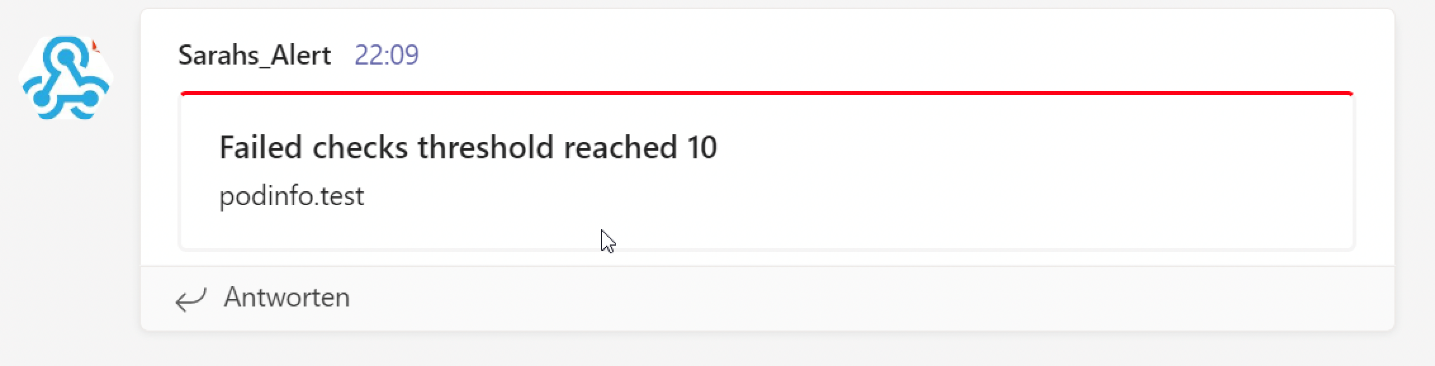 Sarahs_Alert 22:09
Failed checks threshold reached 10
podinfo.test
Antworten